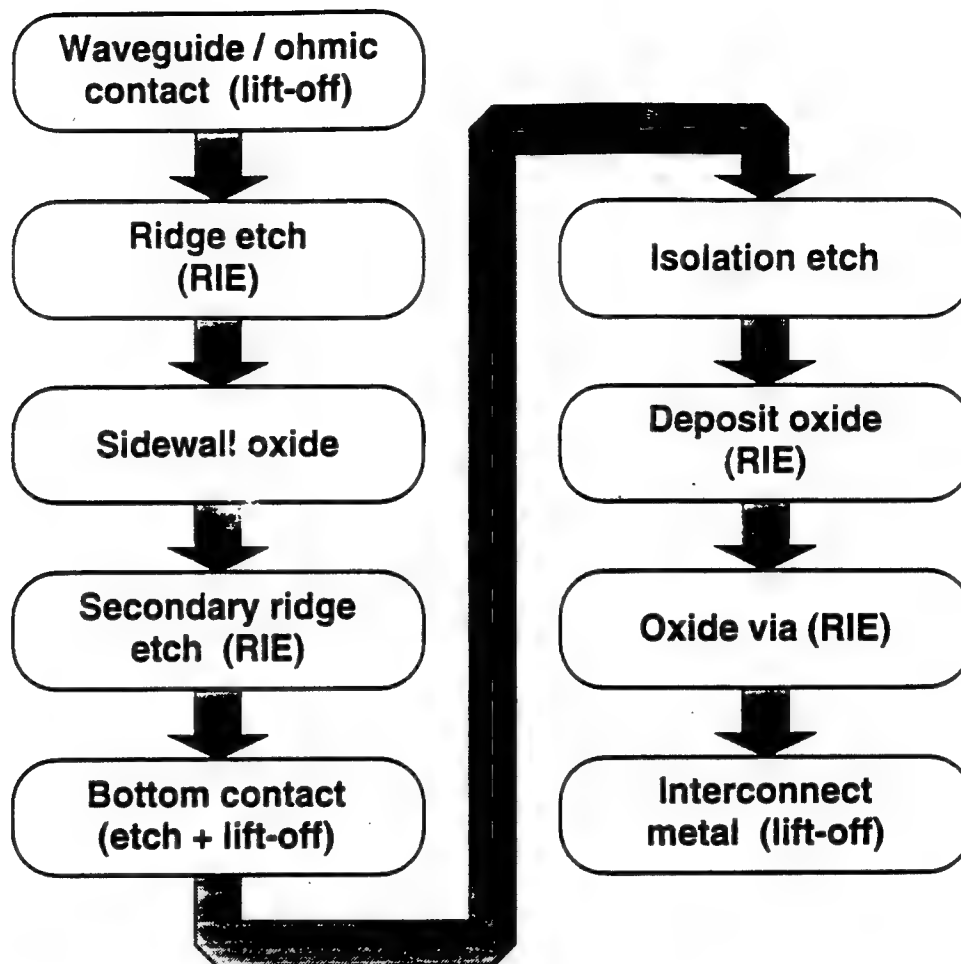 Waveguide / ohmic
contact (lift-off)
Ridge etch
(RIE)
Sidewall oxide
Secondary ridge
etch (RIE)
Bottom contact
(etch + lift-off)
Isolation etch
Deposit oxide
(RIE)
Oxide via (RIE)
Interconnect
metal (lift-off)